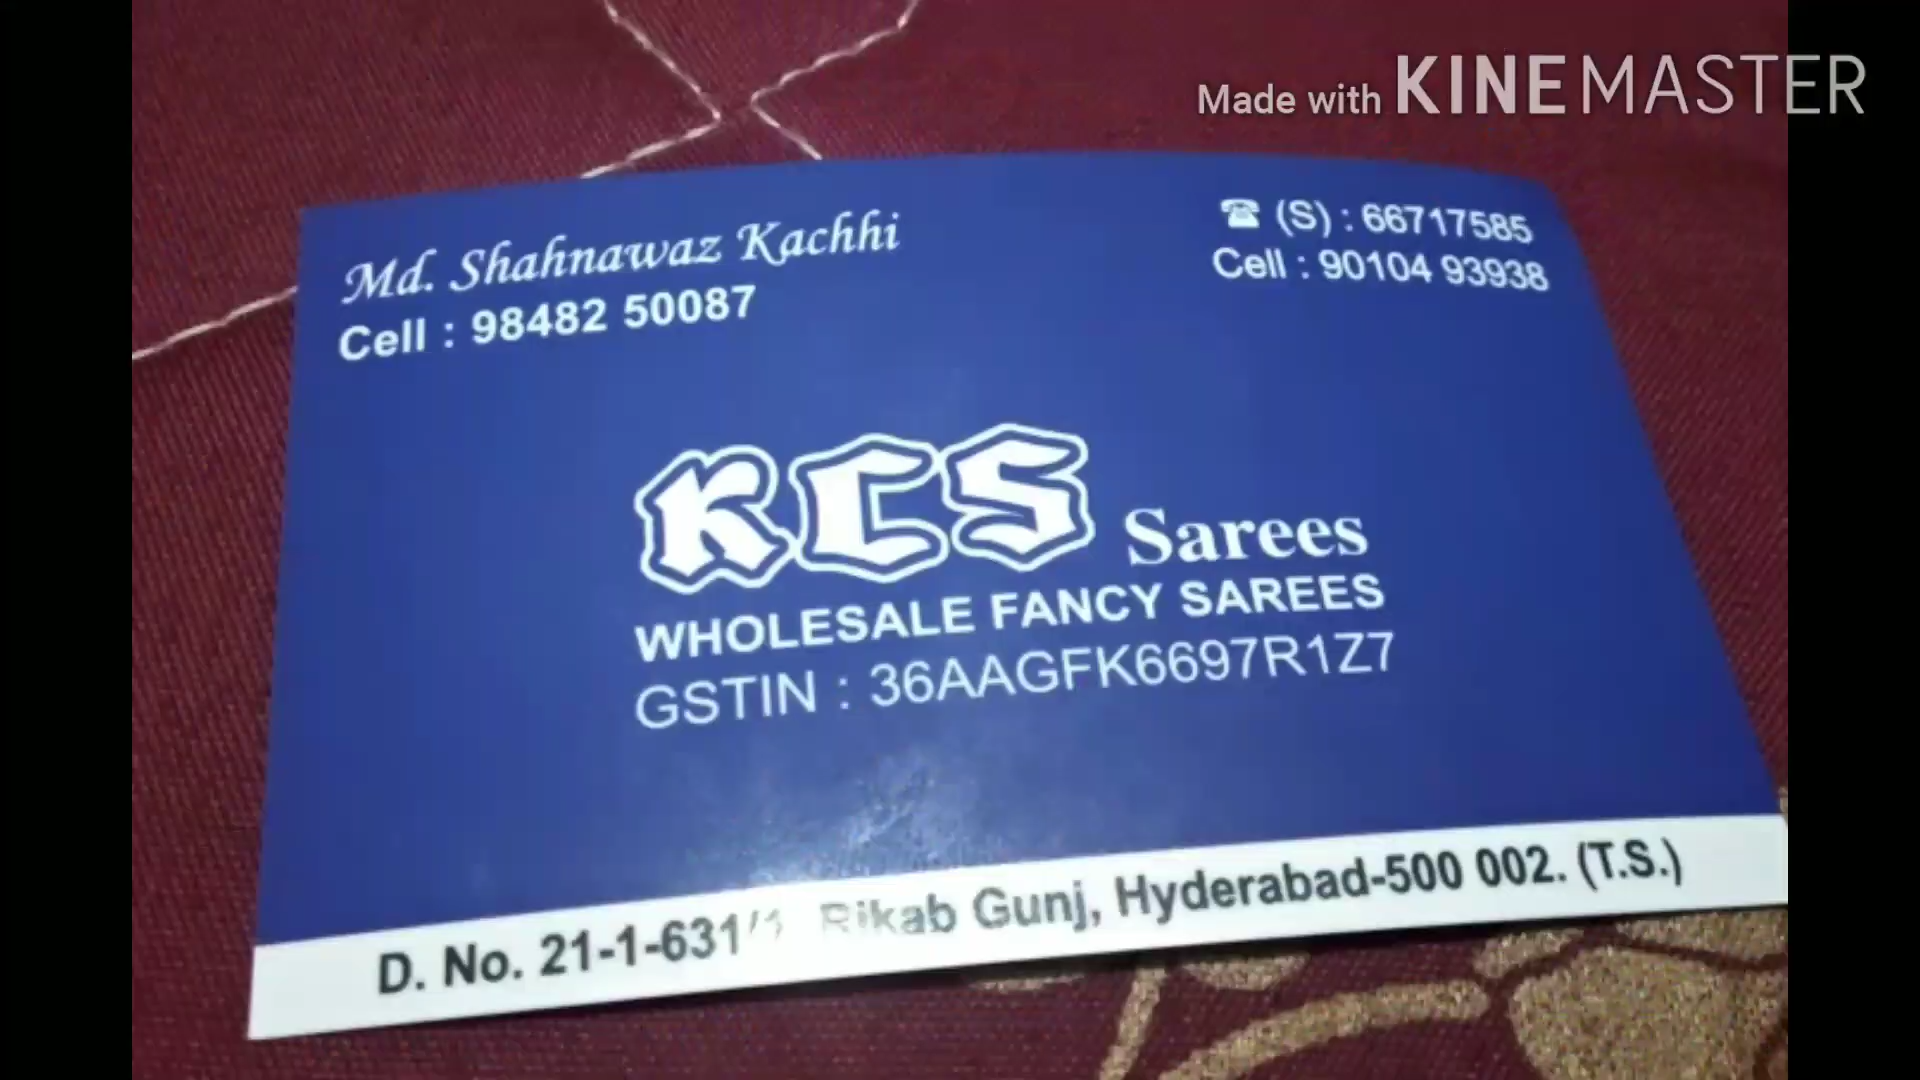 Made with KINEMASTER
Md. Shahnawaz Kachhi
Cell : 98482 50087
☎ (S) : 66717585
Cell : 90104 93938
KCS Sarees
WHOLESALE FANCY SAREES
GSTIN : 36AAGFK6697R1Z7
D. No. 21-1-631/1, Rikab Gunj, Hyderabad-500 002. (T.S.)